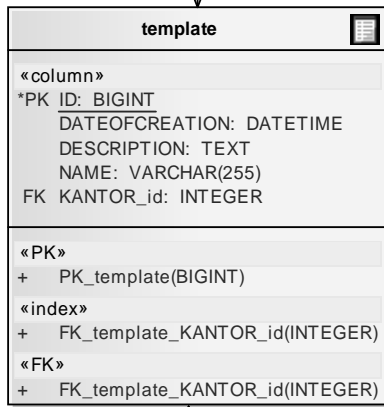 template
«column»
*PK ID: BIGINT
DATEOFCREATION: DATETIME
DESCRIPTION: TEXT
NAME: VARCHAR(255)
FK KANTOR_id: INTEGER
«PK»
+ PK_template(BIGINT)
«index»
+ FK_template_KANTOR_id(INTEGER)
«FK»
+ FK_template_KANTOR_id(INTEGER)